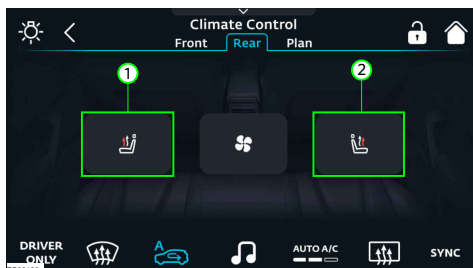 Climate Control
Front Rear Plan
1
2
A
DRIVER
ONLY
AUTO A/C
SYNC